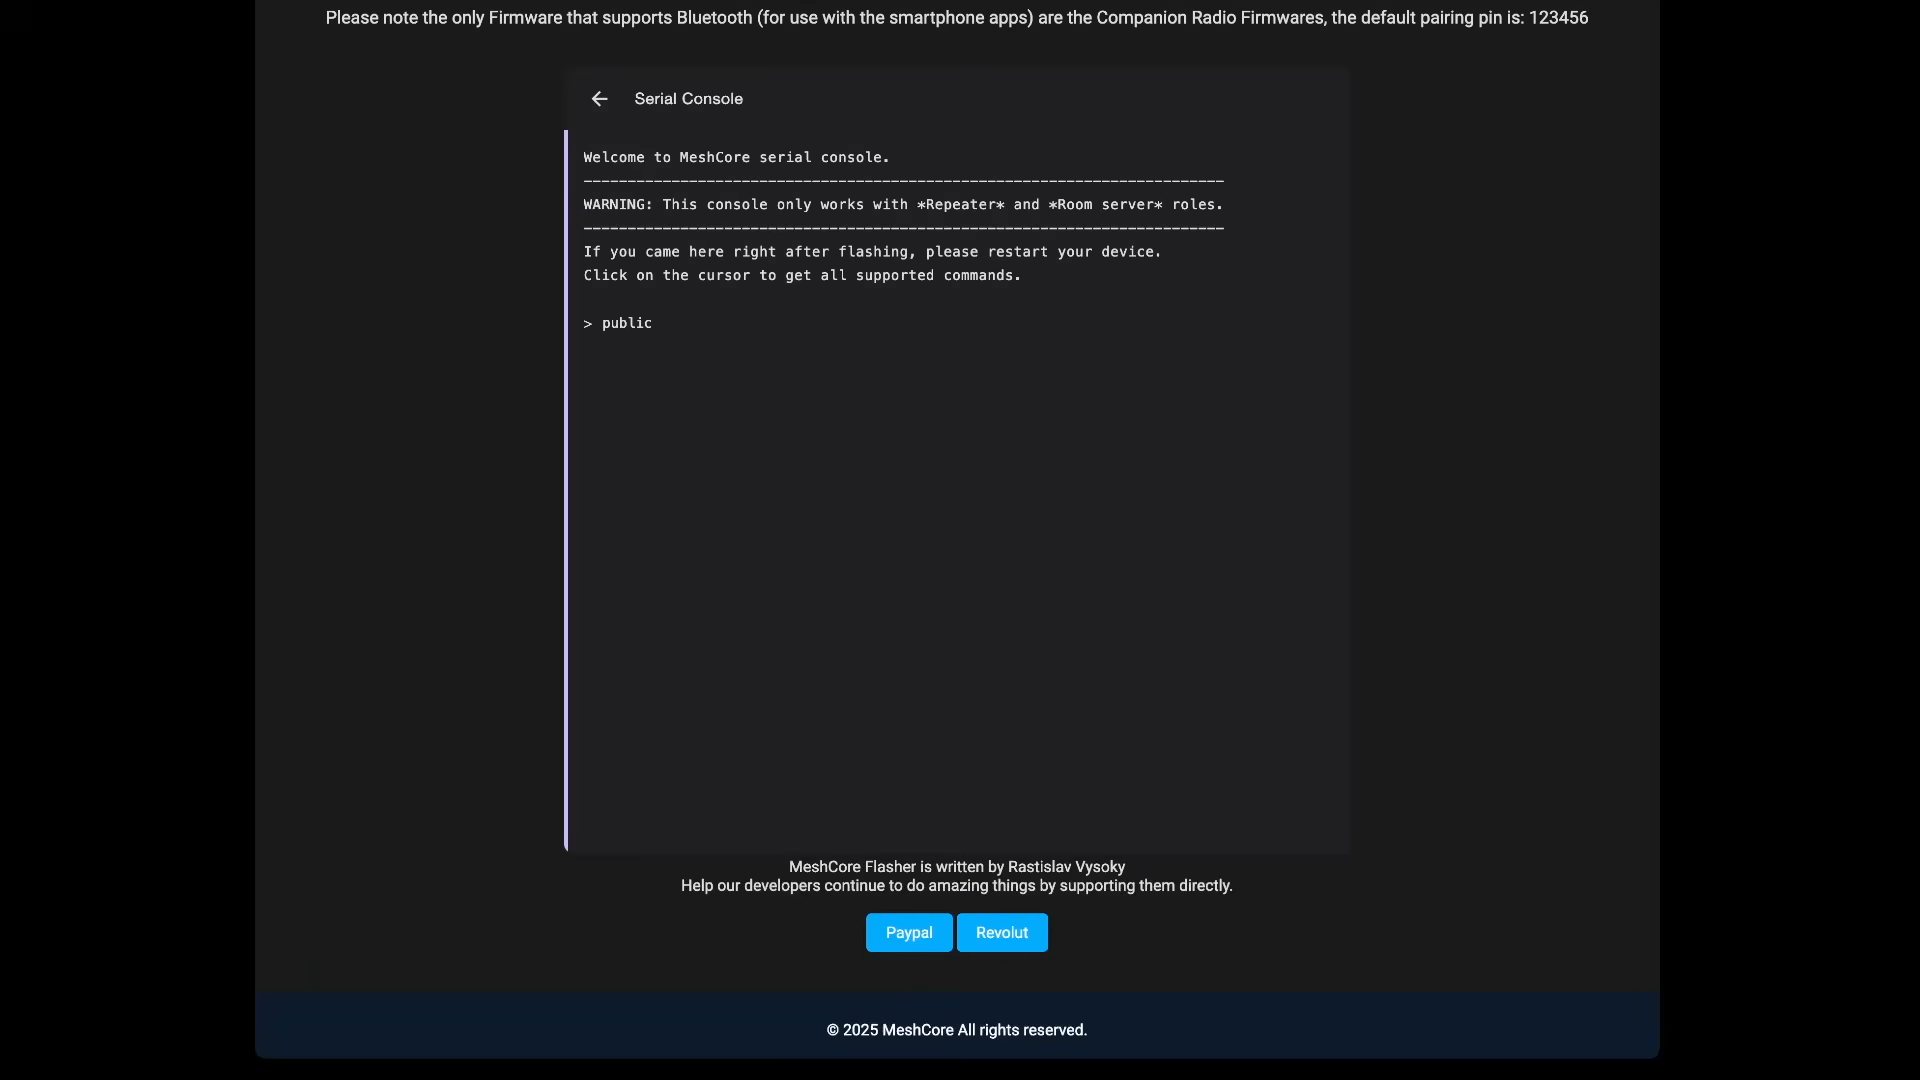 Please note the only Firmware that supports Bluetooth (for use with the smartphone apps) are the Companion Radio Firmwares, the default pairing pin is: 123456
Serial Console
Welcome to MeshCore serial console.
-------------------------------------------------------------------------
WARNING: This console only works with *Repeater* and *Room server* roles.
-------------------------------------------------------------------------
If you came here right after flashing, please restart your device.
Click on the cursor to get all supported commands.
> public
MeshCore Flasher is written by Rastislav Vysoky
Help our developers continue to do amazing things by supporting them directly.
Paypal
Revolut
© 2025 MeshCore All rights reserved.